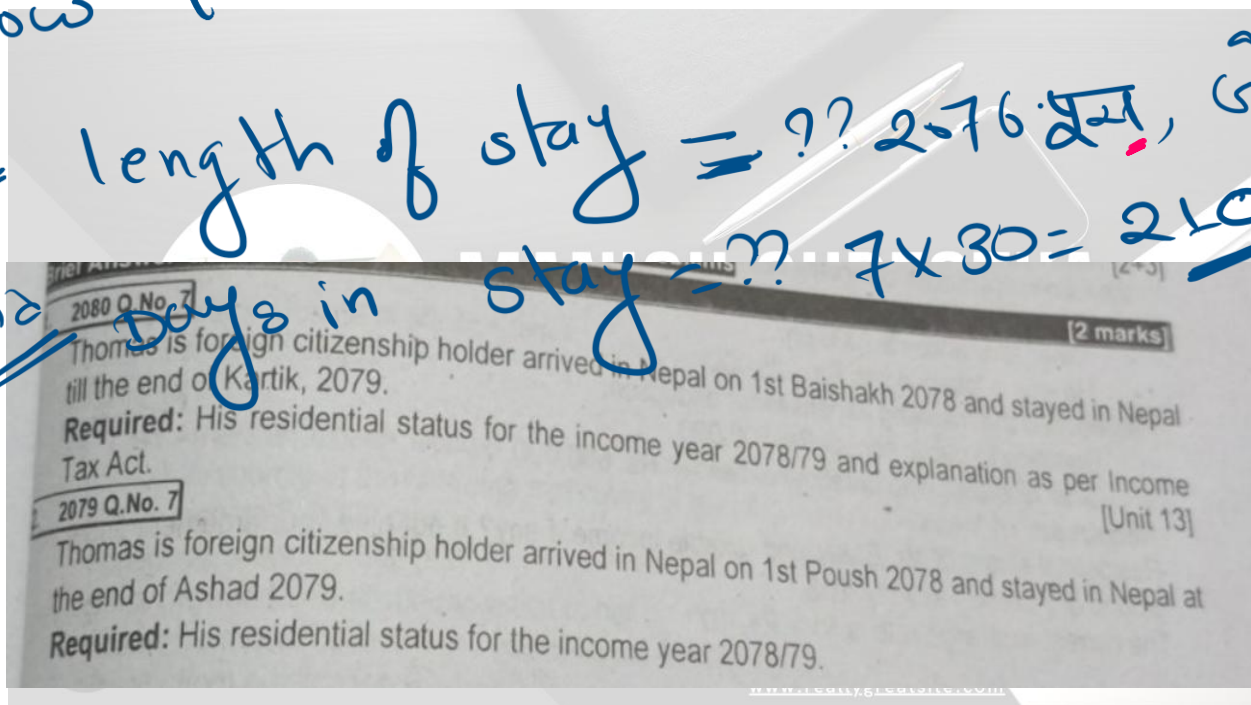 length of stay = ?? 2076
Days in stay = ?? 7x30= 210
[2+3]
2080 Q.No. 7
[2 marks]
Thomas is foreign citizenship holder arrived in Nepal on 1st Baishakh 2078 and stayed in Nepal
till the end of Kartik, 2079.
Required: His residential status for the income year 2078/79 and explanation as per Income
Tax Act.
[Unit 13]
2079 Q.No. 7
Thomas is foreign citizenship holder arrived in Nepal on 1st Poush 2078 and stayed in Nepal at
the end of Ashad 2079.
Required: His residential status for the income year 2078/79.